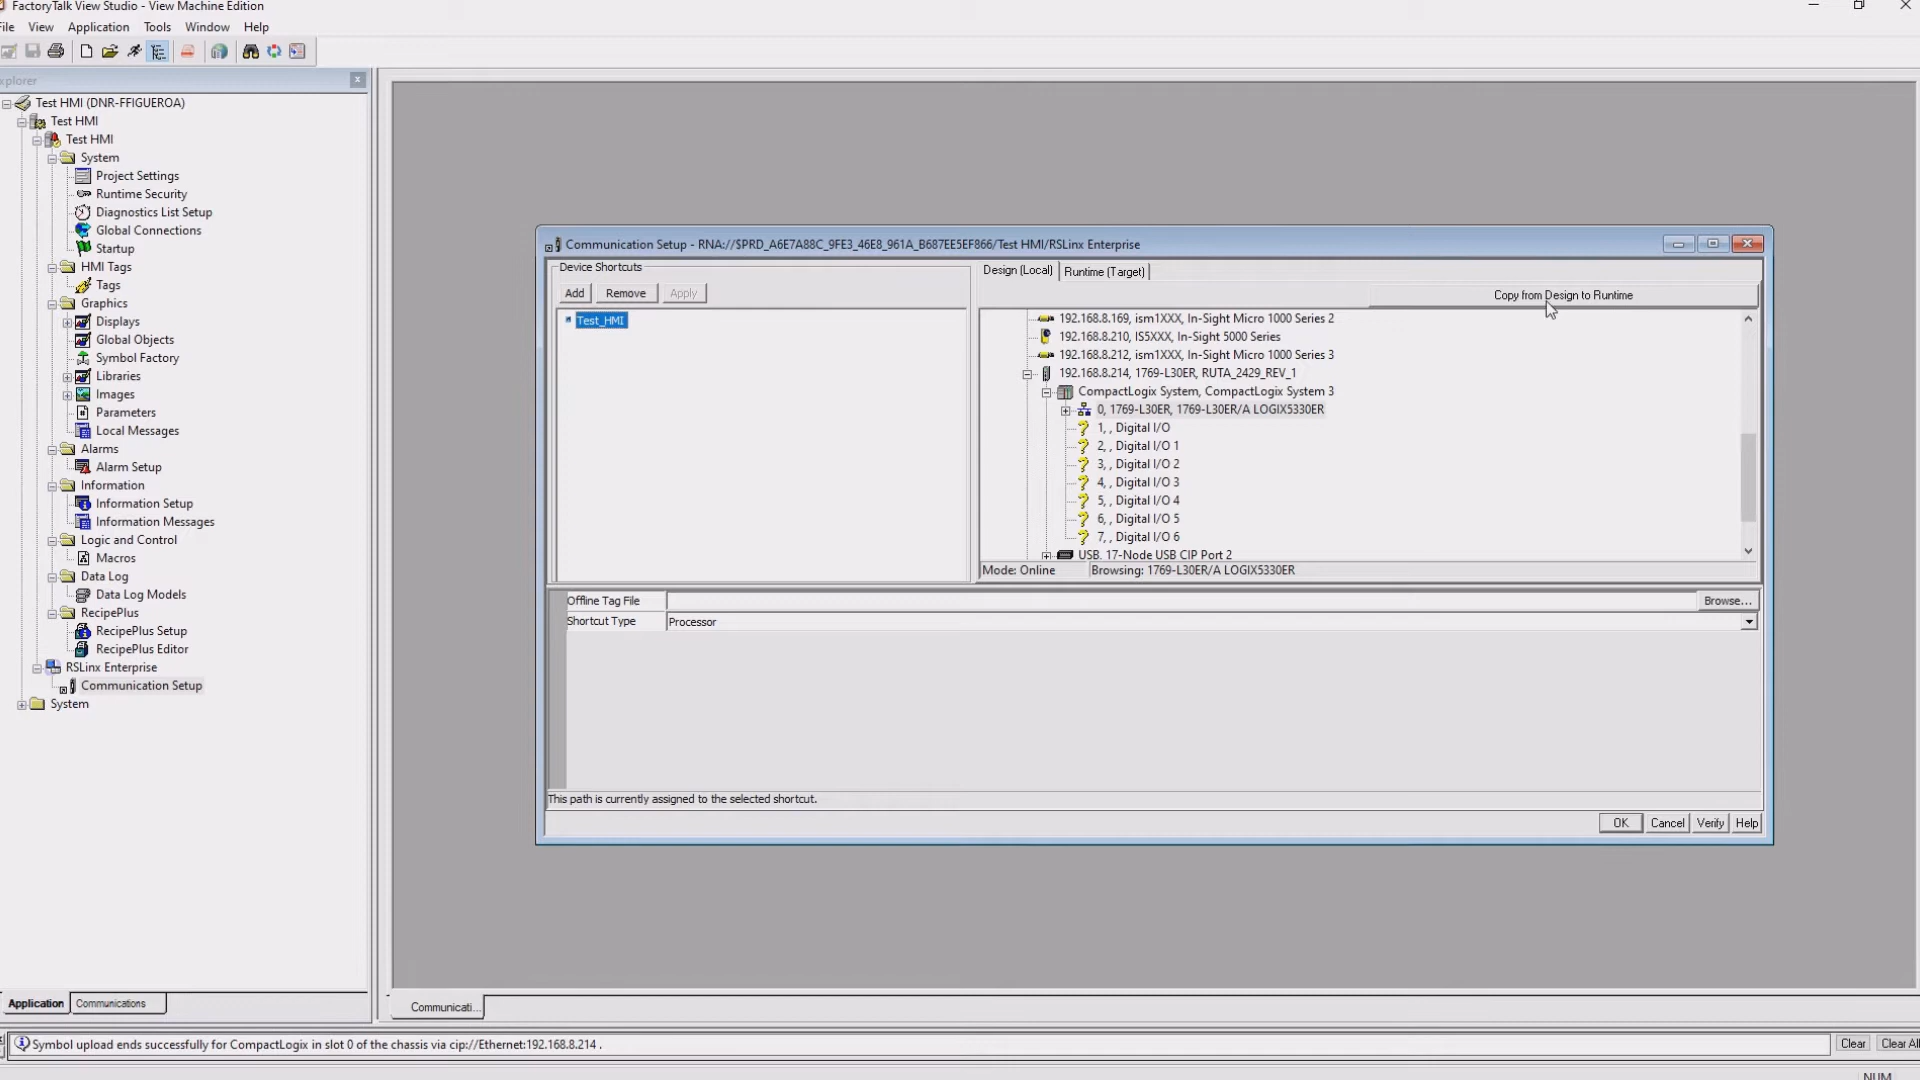 FactoryTalk View Studio - View Machine Edition
File View Application Tools Window Help
xplorer
Test HMI (DNR-FFIGUEROA)
Test HMI
Test HMI
System
Project Settings
Runtime Security
Diagnostics List Setup
Global Connections
Startup
HMI Tags
Tags
Graphics
Displays
Global Objects
Symbol Factory
Libraries
Images
Parameters
Local Messages
Alarms
Alarm Setup
Information
Information Setup
Information Messages
Logic and Control
Macros
Data Log
Data Log Models
RecipePlus
RecipePlus Setup
RecipePlus Editor
RSLinx Enterprise
Communication Setup
System
Application Communications
Communication Setup - RNA://$PRD_A6E7A88C_9FE3_46E8_961A_B687EE5EF866/Test HMI/RSLinx Enterprise
Device Shortcuts
Add Remove Apply
Test_HMI
Design (Local) Runtime (Target)
Copy from Design to Runtime
192.168.8.169, ism1XXX, In-Sight Micro 1000 Series 2
192.168.8.210, IS5XXX, In-Sight 5000 Series
192.168.8.212, ism1XXX, In-Sight Micro 1000 Series 3
192.168.8.214, 1769-L30ER, RUTA_2429_REV_1
CompactLogix System, CompactLogix System 3
0, 1769-L30ER, 1769-L30ER/A LOGIX5330ER
1, , Digital I/O
2, , Digital I/O 1
3, , Digital I/O 2
4, , Digital I/O 3
5, , Digital I/O 4
6, , Digital I/O 5
7, , Digital I/O 6
USB, 17-Node USB CIP Port 2
Mode: Online Browsing: 1769-L30ER/A LOGIX5330ER
Offline Tag File Browse...
Shortcut Type Processor
This path is currently assigned to the selected shortcut.
OK Cancel Verify Help
Communicati...
Symbol upload ends successfully for CompactLogix in slot 0 of the chassis via cip://Ethernet:192.168.8.214 .
Clear Clear All
NUM